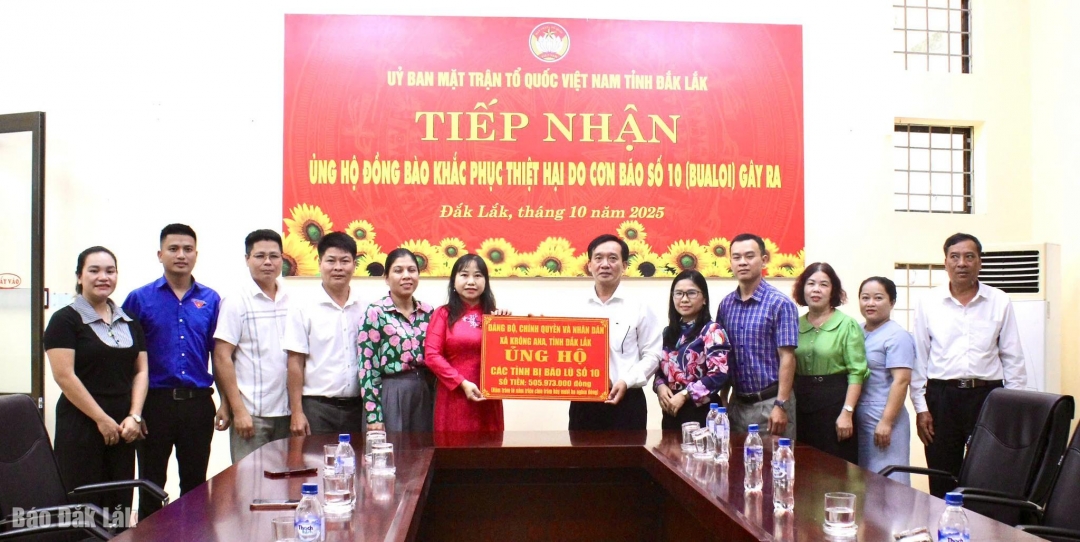 UỶ BAN MẶT TRẬN TỔ QUỐC VIỆT NAM TỈNH ĐẮK LẮK
TIẾP NHẬN
ỦNG HỘ ĐỒNG BÀO KHẮC PHỤC THIỆT HẠI DO CƠN BÃO SỐ 10 (BUALOI) GÂY RA
Đắk Lắk, tháng 10 năm 2025
ĐẢNG BỘ, CHÍNH QUYỀN VÀ NHÂN DÂN
XÃ KRÔNG ANA, TỈNH ĐẮK LẮK
ỦNG HỘ
CÁC TỈNH BỊ BÃO LŨ SỐ 10
SỐ TIỀN: 505.973.800 đồng
Báo Đắk Lắk